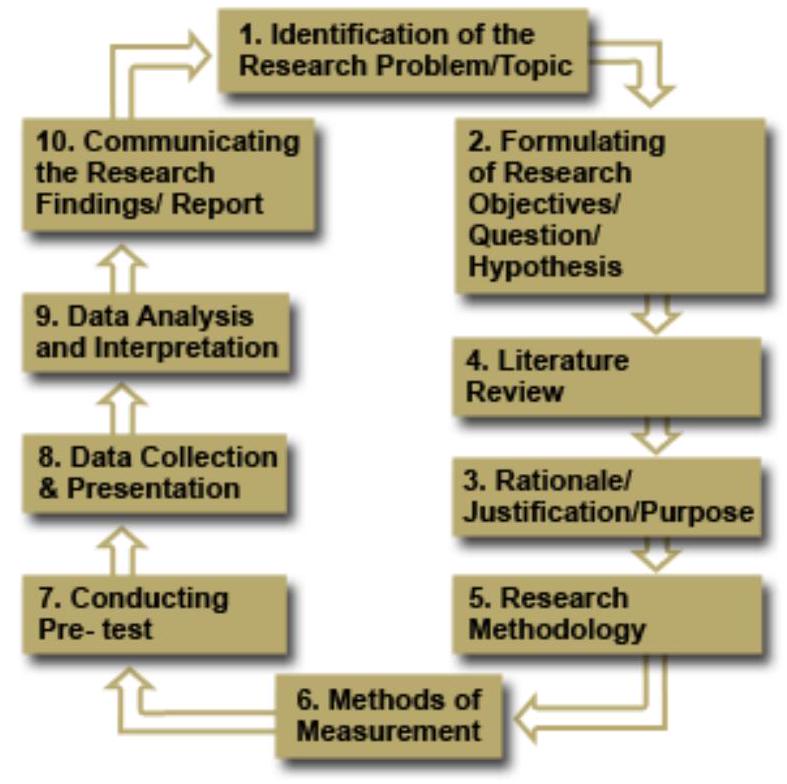 1. Identification of the
Research Problem/Topic
2. Formulating
of Research
Objectives/
Question/
Hypothesis
4. Literature
Review
3. Rationale/
Justification/Purpose
5. Research
Methodology
6. Methods of
Measurement
7. Conducting
Pre- test
8. Data Collection
& Presentation
9. Data Analysis
and Interpretation
10. Communicating
the Research
Findings/ Report